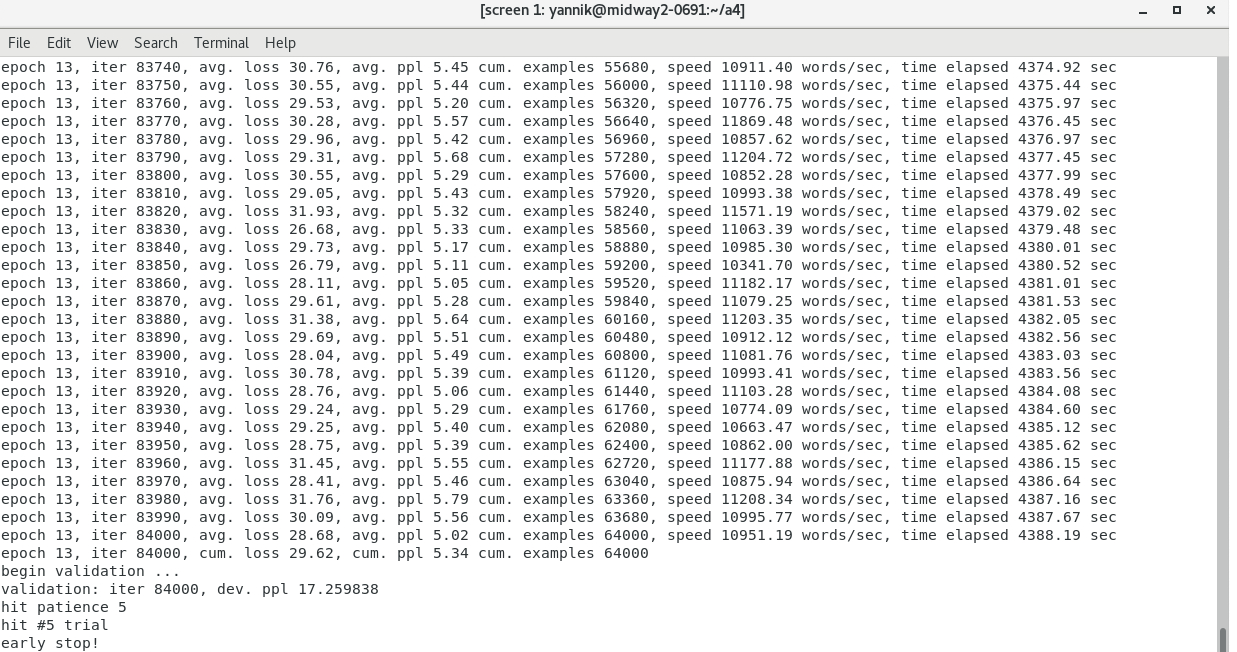 [screen 1: yannik@midway2-0691:~/a4]
File Edit View Search Terminal Help
epoch 13, iter 83740, avg. loss 30.76, avg. ppl 5.45 cum. examples 55680, speed 10911.40 words/sec, time elapsed 4374.92 sec
epoch 13, iter 83750, avg. loss 30.55, avg. ppl 5.44 cum. examples 56000, speed 11110.98 words/sec, time elapsed 4375.44 sec
epoch 13, iter 83760, avg. loss 29.53, avg. ppl 5.20 cum. examples 56320, speed 10776.75 words/sec, time elapsed 4375.97 sec
epoch 13, iter 83770, avg. loss 30.28, avg. ppl 5.57 cum. examples 56640, speed 11869.48 words/sec, time elapsed 4376.45 sec
epoch 13, iter 83780, avg. loss 29.96, avg. ppl 5.42 cum. examples 56960, speed 10857.62 words/sec, time elapsed 4376.97 sec
epoch 13, iter 83790, avg. loss 29.31, avg. ppl 5.68 cum. examples 57280, speed 11204.72 words/sec, time elapsed 4377.45 sec
epoch 13, iter 83800, avg. loss 30.55, avg. ppl 5.29 cum. examples 57600, speed 10852.28 words/sec, time elapsed 4377.99 sec
epoch 13, iter 83810, avg. loss 29.05, avg. ppl 5.43 cum. examples 57920, speed 10993.38 words/sec, time elapsed 4378.49 sec
epoch 13, iter 83820, avg. loss 31.93, avg. ppl 5.32 cum. examples 58240, speed 11571.19 words/sec, time elapsed 4379.02 sec
epoch 13, iter 83830, avg. loss 26.68, avg. ppl 5.33 cum. examples 58560, speed 11063.39 words/sec, time elapsed 4379.48 sec
epoch 13, iter 83840, avg. loss 29.73, avg. ppl 5.17 cum. examples 58880, speed 10985.30 words/sec, time elapsed 4380.01 sec
epoch 13, iter 83850, avg. loss 26.79, avg. ppl 5.11 cum. examples 59200, speed 10341.70 words/sec, time elapsed 4380.52 sec
epoch 13, iter 83860, avg. loss 28.11, avg. ppl 5.05 cum. examples 59520, speed 11182.17 words/sec, time elapsed 4381.01 sec
epoch 13, iter 83870, avg. loss 29.61, avg. ppl 5.28 cum. examples 59840, speed 11079.25 words/sec, time elapsed 4381.53 sec
epoch 13, iter 83880, avg. loss 31.38, avg. ppl 5.64 cum. examples 60160, speed 11203.35 words/sec, time elapsed 4382.05 sec
epoch 13, iter 83890, avg. loss 29.69, avg. ppl 5.51 cum. examples 60480, speed 10912.12 words/sec, time elapsed 4382.56 sec
epoch 13, iter 83900, avg. loss 28.04, avg. ppl 5.49 cum. examples 60800, speed 11081.76 words/sec, time elapsed 4383.03 sec
epoch 13, iter 83910, avg. loss 30.78, avg. ppl 5.39 cum. examples 61120, speed 10993.41 words/sec, time elapsed 4383.56 sec
epoch 13, iter 83920, avg. loss 28.76, avg. ppl 5.06 cum. examples 61440, speed 11103.28 words/sec, time elapsed 4384.08 sec
epoch 13, iter 83930, avg. loss 29.24, avg. ppl 5.29 cum. examples 61760, speed 10774.09 words/sec, time elapsed 4384.60 sec
epoch 13, iter 83940, avg. loss 29.25, avg. ppl 5.40 cum. examples 62080, speed 10663.47 words/sec, time elapsed 4385.12 sec
epoch 13, iter 83950, avg. loss 28.75, avg. ppl 5.39 cum. examples 62400, speed 10862.00 words/sec, time elapsed 4385.62 sec
epoch 13, iter 83960, avg. loss 31.45, avg. ppl 5.55 cum. examples 62720, speed 11177.88 words/sec, time elapsed 4386.15 sec
epoch 13, iter 83970, avg. loss 28.41, avg. ppl 5.46 cum. examples 63040, speed 10875.94 words/sec, time elapsed 4386.64 sec
epoch 13, iter 83980, avg. loss 31.76, avg. ppl 5.79 cum. examples 63360, speed 11208.34 words/sec, time elapsed 4387.16 sec
epoch 13, iter 83990, avg. loss 30.09, avg. ppl 5.56 cum. examples 63680, speed 10995.77 words/sec, time elapsed 4387.67 sec
epoch 13, iter 84000, avg. loss 28.68, avg. ppl 5.02 cum. examples 64000, speed 10951.19 words/sec, time elapsed 4388.19 sec
epoch 13, iter 84000, cum. loss 29.62, cum. ppl 5.34 cum. examples 64000
begin validation ...
validation: iter 84000, dev. ppl 17.259838
hit patience 5
hit #5 trial
early stop!